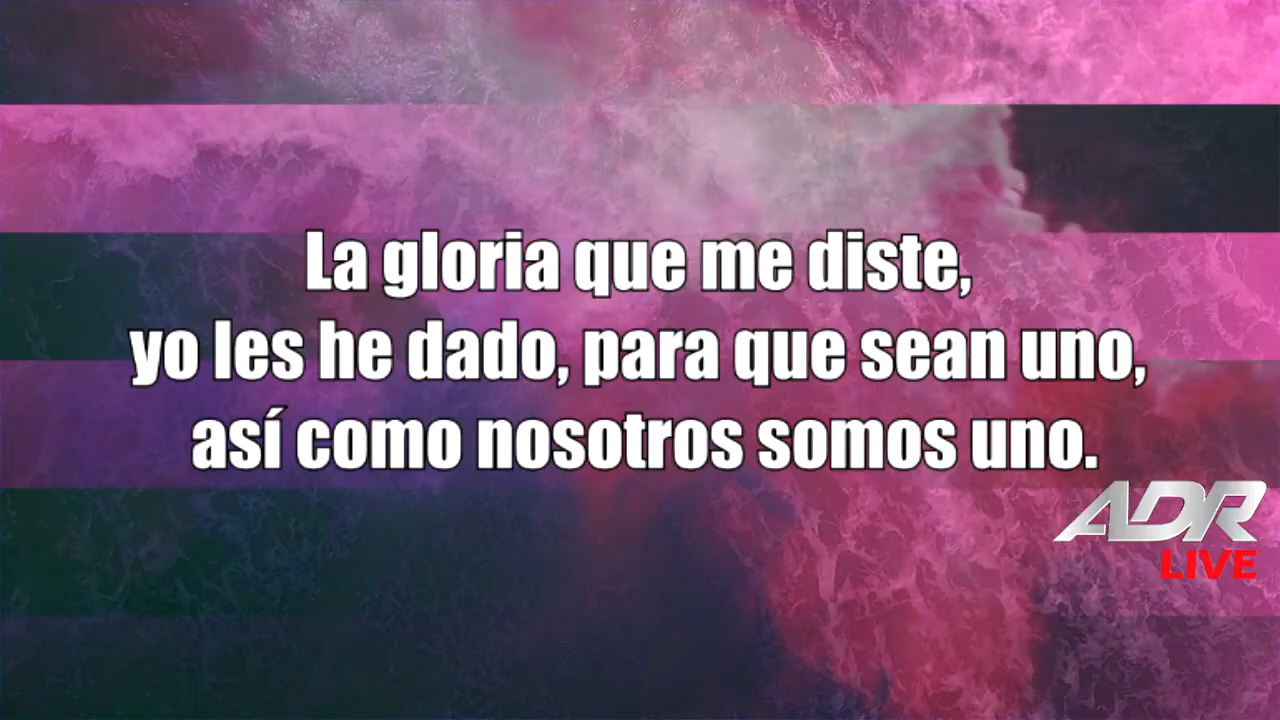 La gloria que me diste,
yo les he dado, para que sean uno,
así como nosotros somos uno.
ADR
LIVE